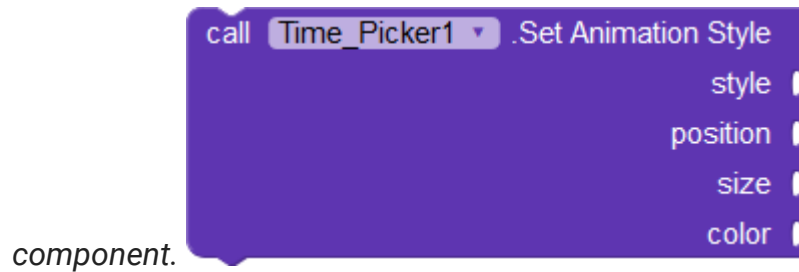 call Time_Picker1 .Set Animation Style
style
position
size
color
component.